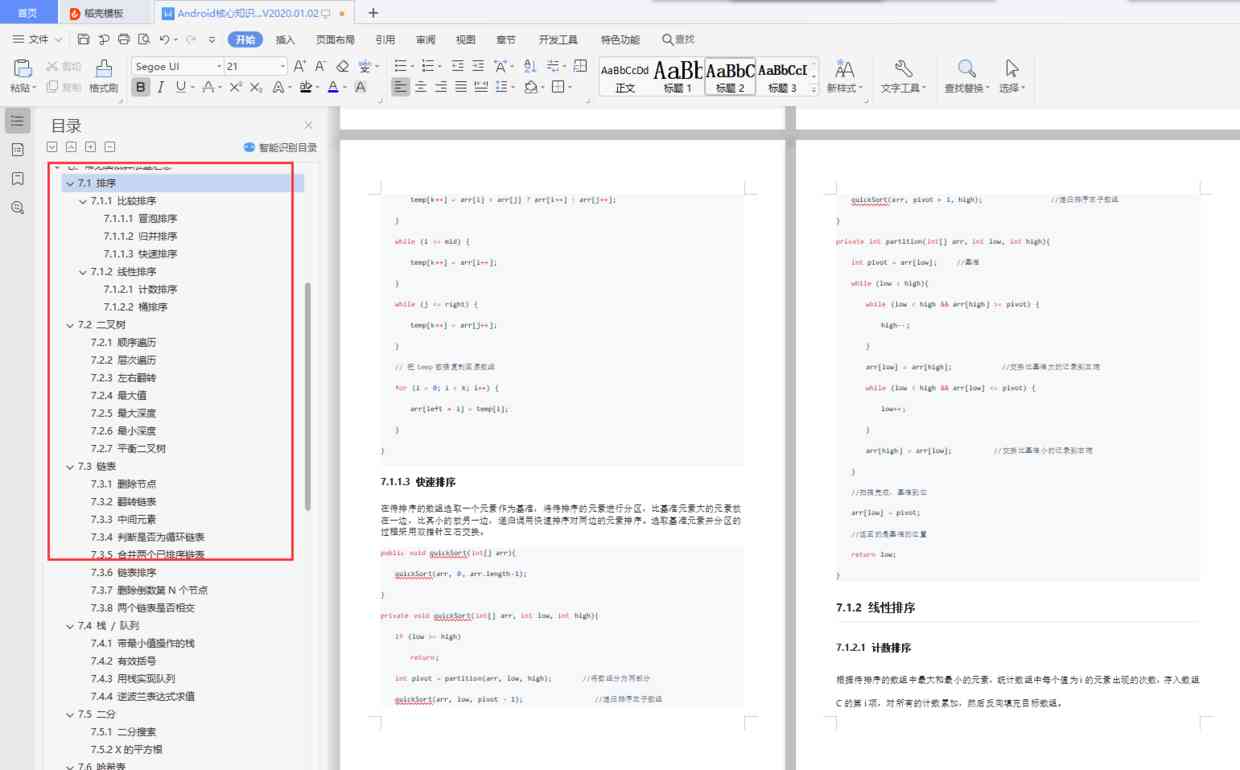 首页
稻壳模板
Android核心知识...V2020.01.02
文件
开始
插入
页面布局
引用
审阅
视图
章节
开发工具
特色功能
查找
粘贴
剪切
复制
格式刷
Segoe UI
21
AaBbCcDd
正文
AaBb
标题 1
AaBbC
标题 2
AaBbCcI
标题 3
新样式
文字工具
查找替换
选择
目录
智能识别目录
7.1 排序
7.1.1 比较排序
7.1.1.1 冒泡排序
7.1.1.2 归并排序
7.1.1.3 快速排序
7.1.2 线性排序
7.1.2.1 计数排序
7.1.2.2 桶排序
7.2 二叉树
7.2.1 顺序遍历
7.2.2 层次遍历
7.2.3 左右翻转
7.2.4 最大值
7.2.5 最大深度
7.2.6 最小深度
7.2.7 平衡二叉树
7.3 链表
7.3.1 删除节点
7.3.2 翻转链表
7.3.3 中间元素
7.3.4 判断是否为循环链表
7.3.5 合并两个已排序链表
7.3.6 链表排序
7.3.7 删除倒数第 N 个节点
7.3.8 两个链表是否相交
7.4 栈 / 队列
7.4.1 带最小值操作的栈
7.4.2 有效括号
7.4.3 用栈实现队列
7.4.4 逆波兰表达式求值
7.5 二分
7.5.1 二分搜索
7.5.2 X 的平方根
7.6 哈希表
temp[k++] = arr[i] < arr[j] ? arr[i++] : arr[j++];
}
while (i <= mid) {
temp[k++] = arr[i++];
}
while (j <= right) {
temp[k++] = arr[j++];
}
// 把 temp 数据复制回原数组
for (i = 0; i < k; i++) {
arr[left + i] = temp[i];
}
}
7.1.1.3 快速排序
在待排序的数组选取一个元素作为基准，将待排序的元素进行分区，比基准元素大的元素放
在一边，比其小的放另一边，递归调用快速排序对两边的元素排序。选取基准元素并分区的
过程采用双指针左右交换。
public void quickSort(int[] arr){
quickSort(arr, 0, arr.length-1);
}
private void quickSort(int[] arr, int low, int high){
if (low >= high)
return;
int pivot = partition(arr, low, high); //将数组分为两部分
quickSort(arr, low, pivot - 1); //递归排序左子数组
quickSort(arr, pivot + 1, high); //递归排序右子数组
}
private int partition(int[] arr, int low, int high){
int pivot = arr[low]; //基准
while (low < high){
while (low < high && arr[high] >= pivot) {
high--;
}
arr[low] = arr[high]; //交换比基准大的记录到左端
while (low < high && arr[low] <= pivot) {
low++;
}
arr[high] = arr[low]; //交换比基准小的记录到右端
}
//扫描完成，基准到位
arr[low] = pivot;
//返回的是基准的位置
return low;
}
7.1.2 线性排序
7.1.2.1 计数排序
根据待排序的数组中最大和最小的元素，统计数组中每个值为 i 的元素出现的次数，存入数组
C 的第 i 项，对所有的计数累加，然后反向填充目标数组。